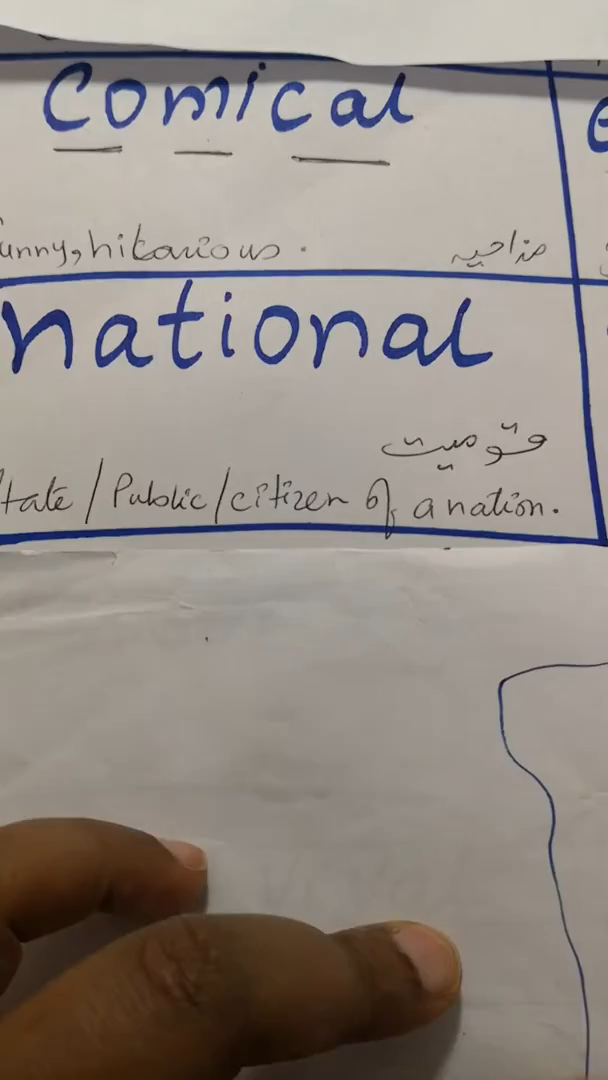 Comical
unny, hilarious. مزاحیہ
national
قومیت
tate / Public / citizen of a nation.